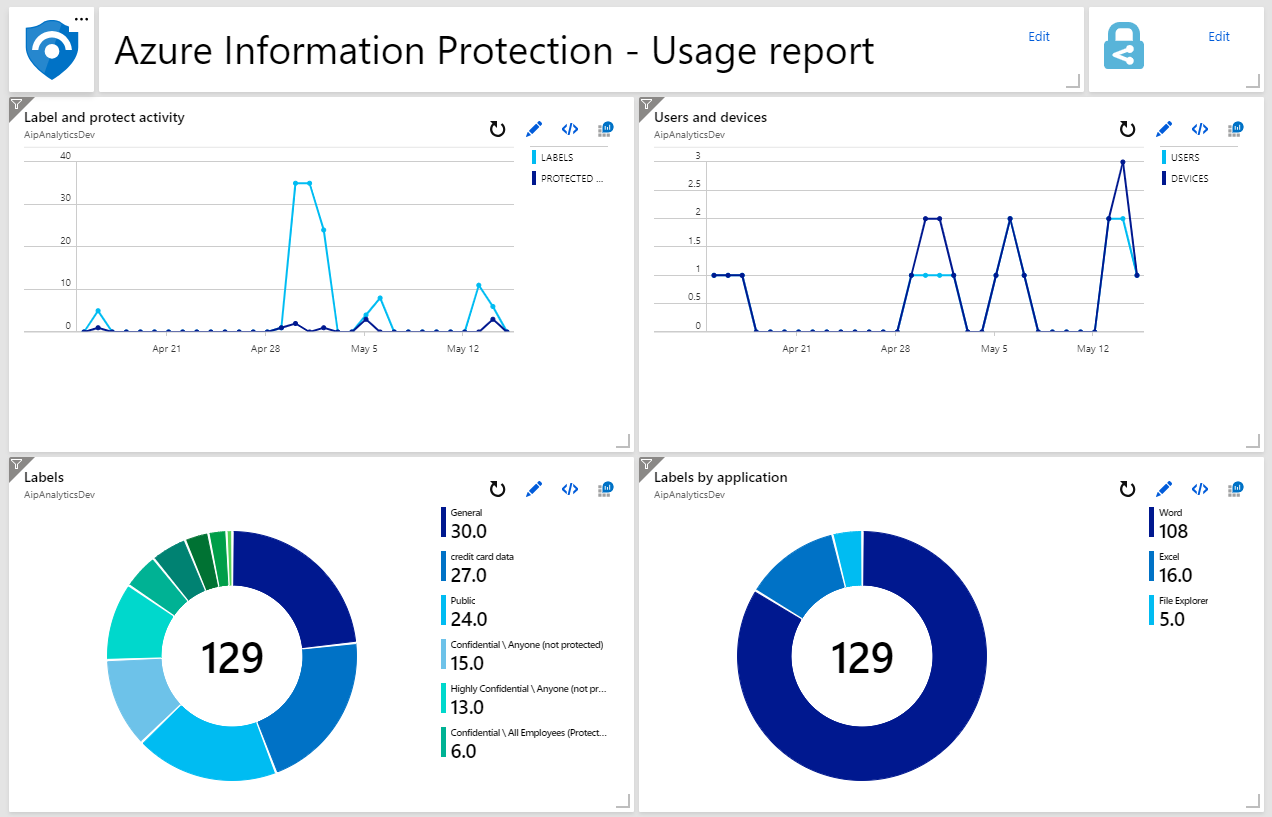 Azure Information Protection - Usage report
Edit
Edit
Label and protect activity
AipAnalyticsDev
40
30
20
10
0
Apr 21
Apr 28
May 5
May 12
LABELS
PROTECTED ...
Users and devices
AipAnalyticsDev
3
2.5
2
1.5
1
0.5
0
Apr 21
Apr 28
May 5
May 12
USERS
DEVICES
Labels
AipAnalyticsDev
129
General
30.0
credit card data
27.0
Public
24.0
Confidential \ Anyone (not protected)
15.0
Highly Confidential \ Anyone (not pr...
13.0
Confidential \ All Employees (Protect...
6.0
Labels by application
AipAnalyticsDev
129
Word
108
Excel
16.0
File Explorer
5.0